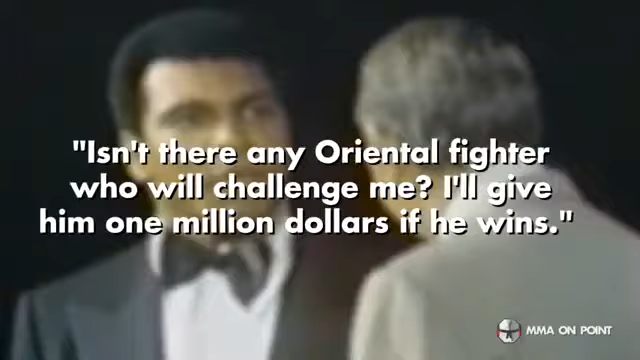 "Isn't there any Oriental fighter
who will challenge me? I'll give
him one million dollars if he wins."
MMA ON POINT